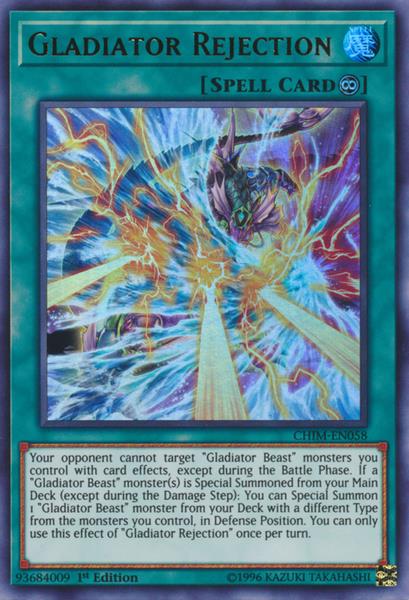 GLADIATOR REJECTION
魔
[SPELL CARD]
CHIM-EN058
Your opponent cannot target "Gladiator Beast" monsters you
control with card effects, except during the Battle Phase. If a
"Gladiator Beast" monster(s) is Special Summoned from your Main
Deck (except during the Damage Step): You can Special Summon
1 "Gladiator Beast" monster from your Deck with a different Type
from the monsters you control, in Defense Position. You can only
use this effect of "Gladiator Rejection" once per turn.
93684009 1st Edition ©1996 KAZUKI TAKAHASHI